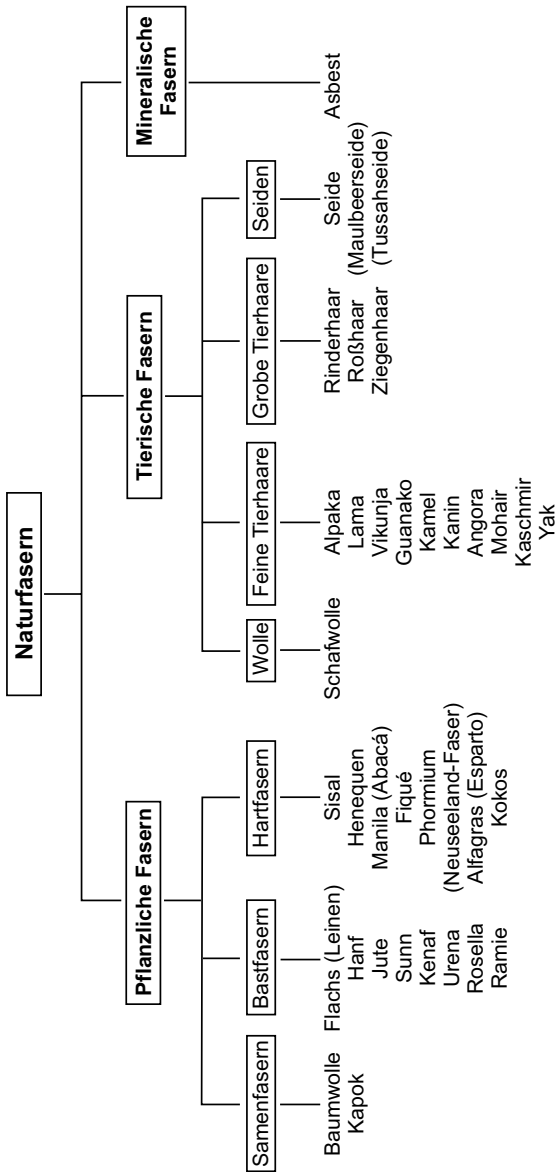 Naturfasern
Pflanzliche Fasern
Tierische Fasern
Mineralische
Fasern
Samenfasern
Bastfasern
Hartfasern
Wolle
Feine Tierhaare
Grobe Tierhaare
Seiden
Baumwolle
Kapok
Flachs (Leinen)
Hanf
Jute
Sunn
Kenaf
Urena
Rosella
Ramie
Sisal
Henequen
Manila (Abacá)
Fiqué
Phormium
(Neuseeland-Faser)
Alfagras (Esparto)
Kokos
Schafwolle
Alpaka
Lama
Vikunja
Guanako
Kamel
Kanin
Angora
Mohair
Kaschmir
Yak
Rinderhaar
Roßhaar
Ziegenhaar
Seide
(Maulbeerseide)
(Tussahseide)
Asbest